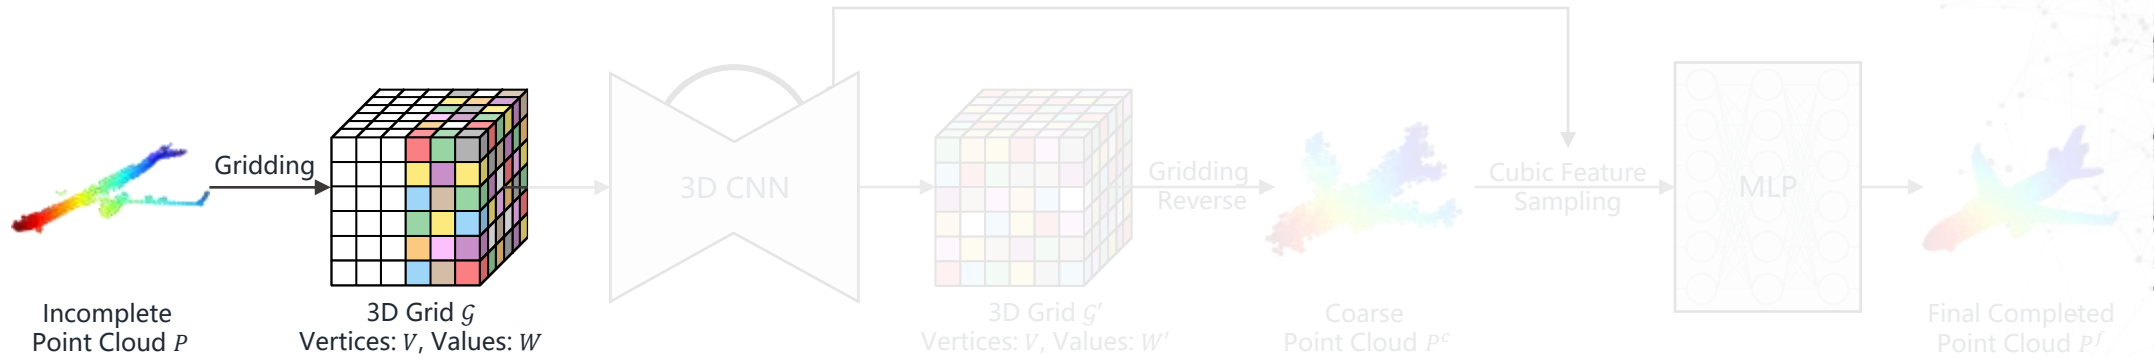 Gridding
3D CNN
Gridding
Reverse
Cubic Feature
Sampling
MLP
Incomplete
Point Cloud P
3D Grid 𝒢
Vertices: V, Values: W
3D Grid 𝒢′
Vertices: V, Values: W′
Coarse
Point Cloud Pᶜ
Final Completed
Point Cloud Pᶠ